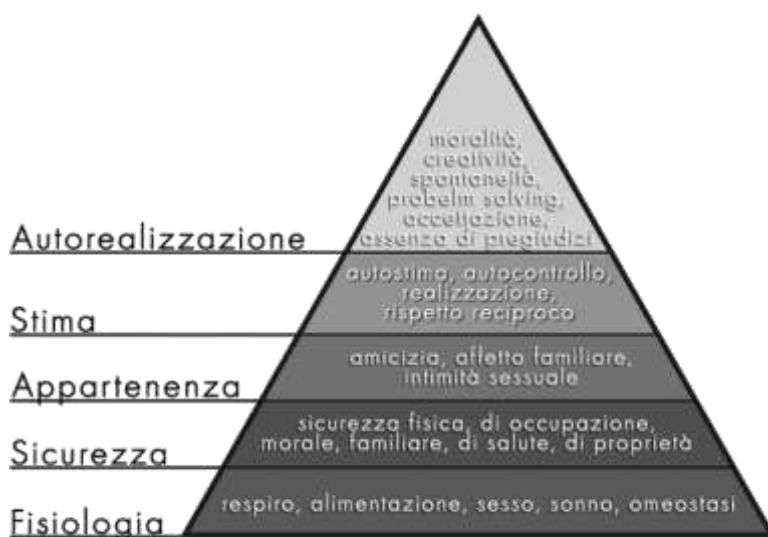 moralità,
creatività,
spontaneità,
probelm solving,
accettazione,
assenza di pregiudizi
Autorealizzazione
autostima, autocontrollo,
realizzazione,
rispetto reciproco
Stima
amicizia, affetto familiare,
intimità sessuale
Appartenenza
sicurezza fisica, di occupazione,
morale, familiare, di salute, di proprietà
Sicurezza
respiro, alimentazione, sesso, sonno, omeostasi
Fisiologia